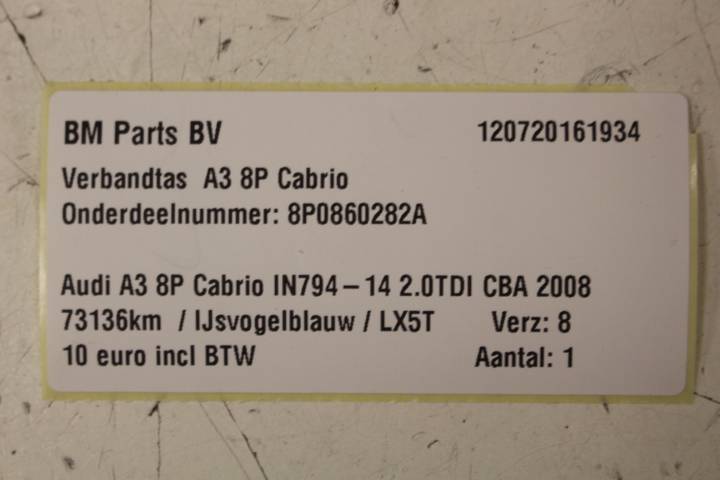 BM Parts BV 120720161934
Verbandtas A3 8P Cabrio
Onderdeelnummer: 8P0860282A
Audi A3 8P Cabrio IN794-14 2.0TDI CBA 2008
73136km / IJsvogelblauw / LX5T Verz: 8
10 euro incl BTW Aantal: 1